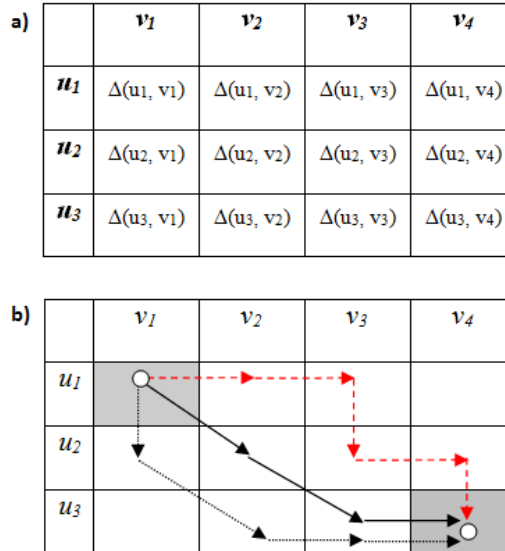 a)
v1 v2 v3 v4
u1 Δ(u1, v1) Δ(u1, v2) Δ(u1, v3) Δ(u1, v4)
u2 Δ(u2, v1) Δ(u2, v2) Δ(u2, v3) Δ(u2, v4)
u3 Δ(u3, v1) Δ(u3, v2) Δ(u3, v3) Δ(u3, v4)
b)
v1 v2 v3 v4
u1
u2
u3